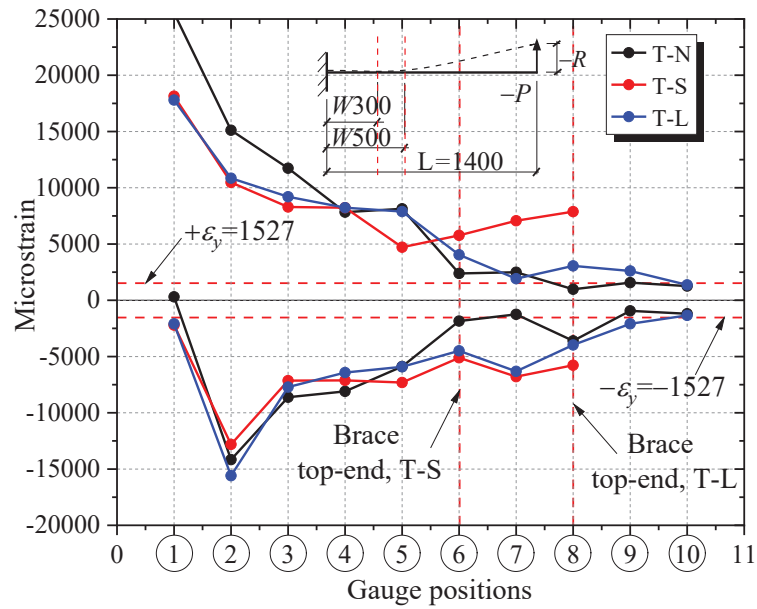 25000
20000
15000
10000
5000
0
-5000
-10000
-15000
-20000
Microstrain
T-N
T-S
T-L
–R
–P
W300
W500
L=1400
+εy=1527
–εy=–1527
Brace
top-end, T-S
Brace
top-end, T-L
0 1 2 3 4 5 6 7 8 9 10 11
Gauge positions